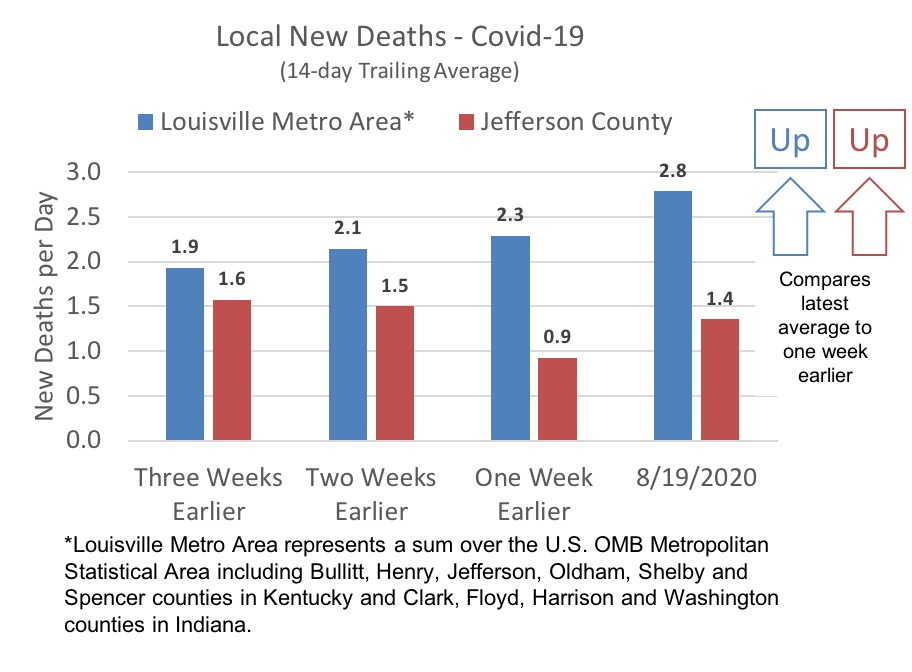 Local New Deaths - Covid-19
(14-day Trailing Average)
Louisville Metro Area*
Jefferson County
Up
Up
New Deaths per Day
3.0
2.5
2.0
1.5
1.0
0.5
0.0
1.9
1.6
2.1
1.5
2.3
0.9
2.8
1.4
Compares
latest
average to
one week
earlier
Three Weeks
Earlier
Two Weeks
Earlier
One Week
Earlier
8/19/2020
*Louisville Metro Area represents a sum over the U.S. OMB Metropolitan
Statistical Area including Bullitt, Henry, Jefferson, Oldham, Shelby and
Spencer counties in Kentucky and Clark, Floyd, Harrison and Washington
counties in Indiana.